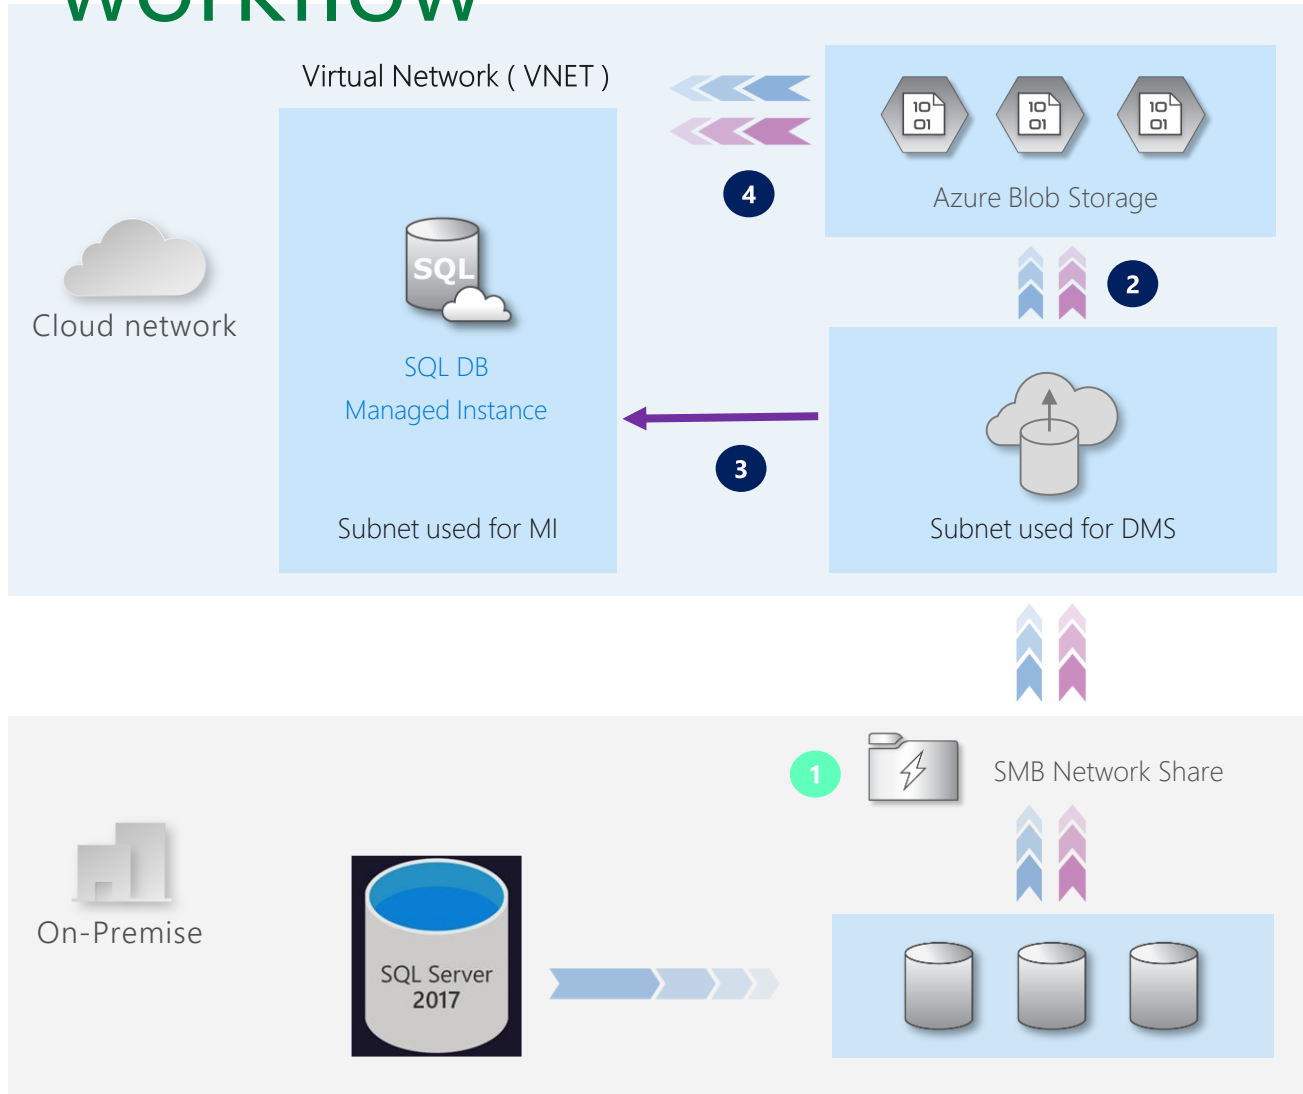 workflow
Virtual Network ( VNET )
10
01
10
01
10
01
Azure Blob Storage
4
2
SQL
Cloud network
SQL DB
Managed Instance
3
Subnet used for MI
Subnet used for DMS
1
SMB Network Share
On-Premise
SQL Server
2017